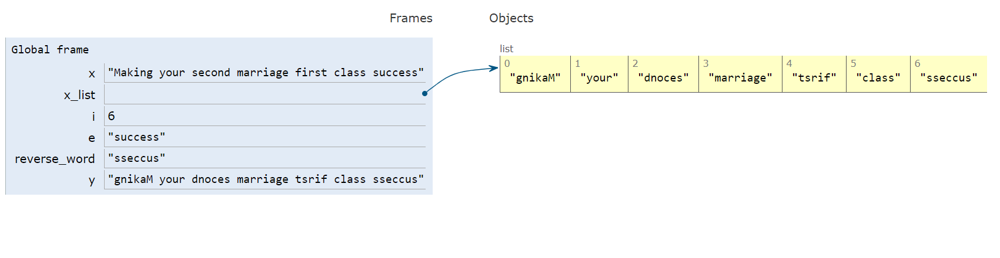 Frames Objects
Global frame
x "Making your second marriage first class success"
x_list
i 6
e "success"
reverse_word "sseccus"
y "gnikaM your dnoces marriage tsrif class sseccus"
list
0 1 2 3 4 5 6
"gnikaM" "your" "dnoces" "marriage" "tsrif" "class" "sseccus"